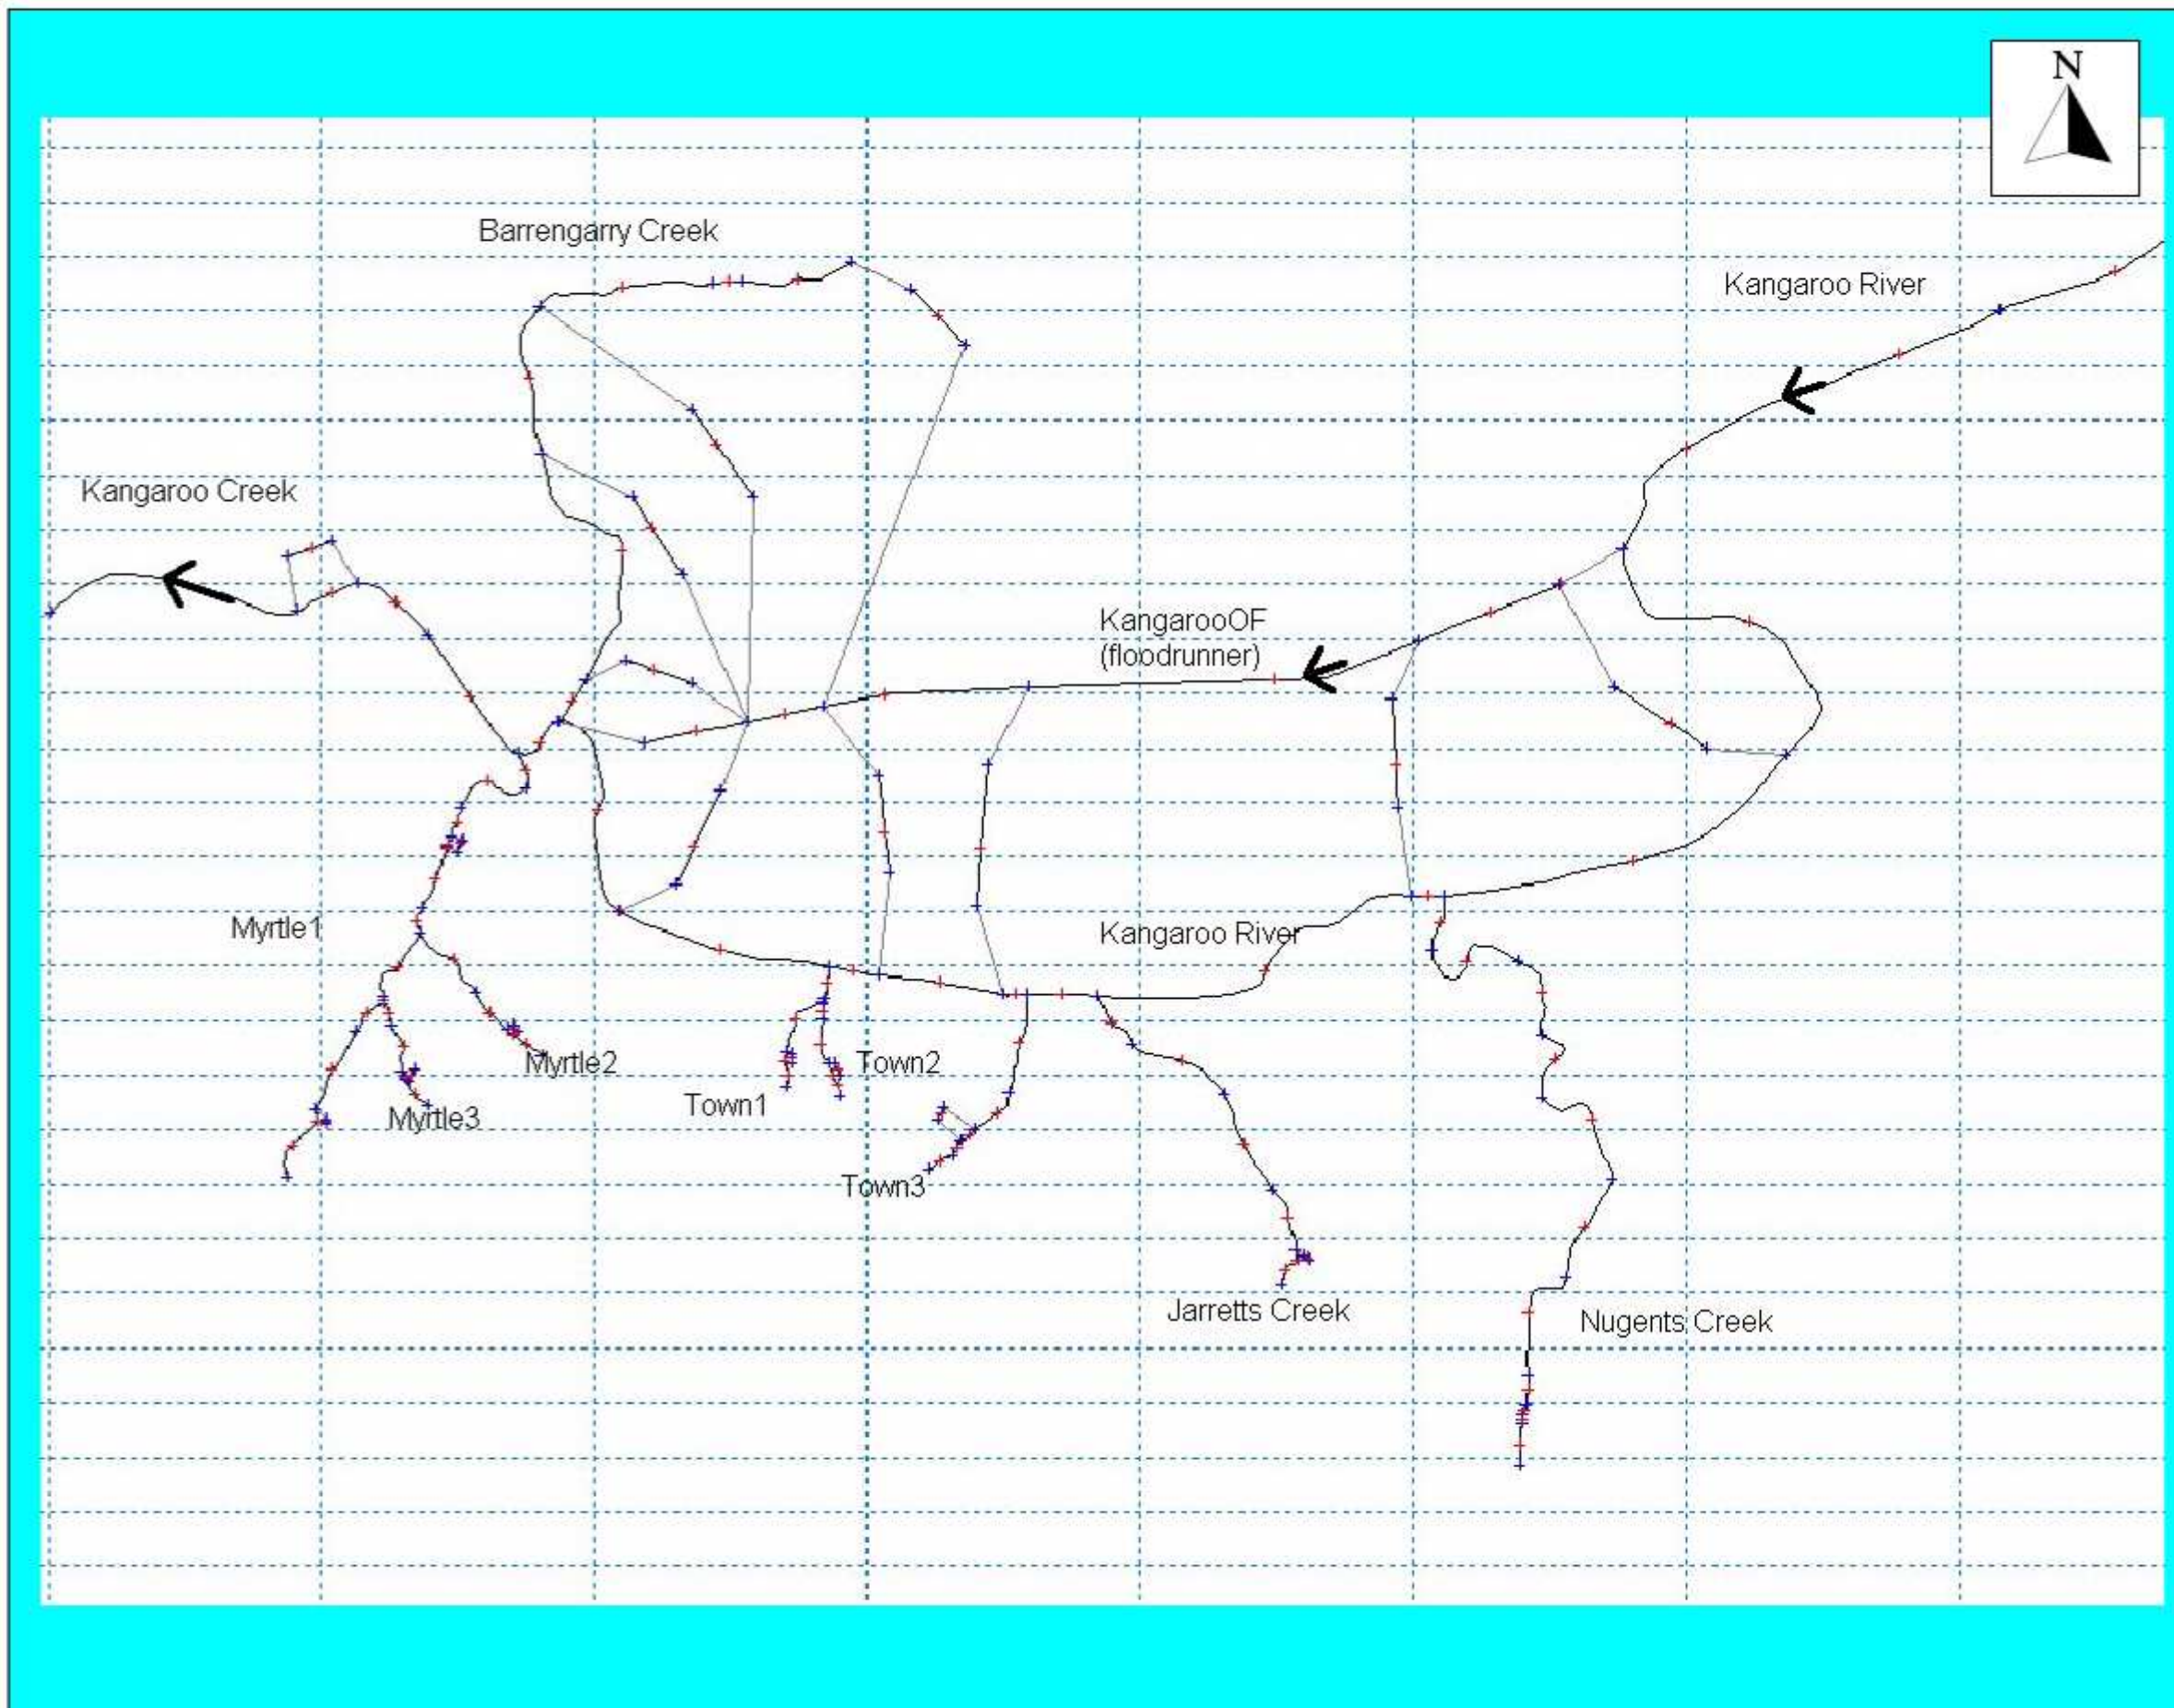 N
Barrengarry Creek
Kangaroo River
Kangaroo Creek
KangarooOF
(floodrunner)
Myrtle1
Kangaroo River
Myrtle2
Town2
Town1
Myrtle3
Town3
Jarretts Creek
Nugents Creek